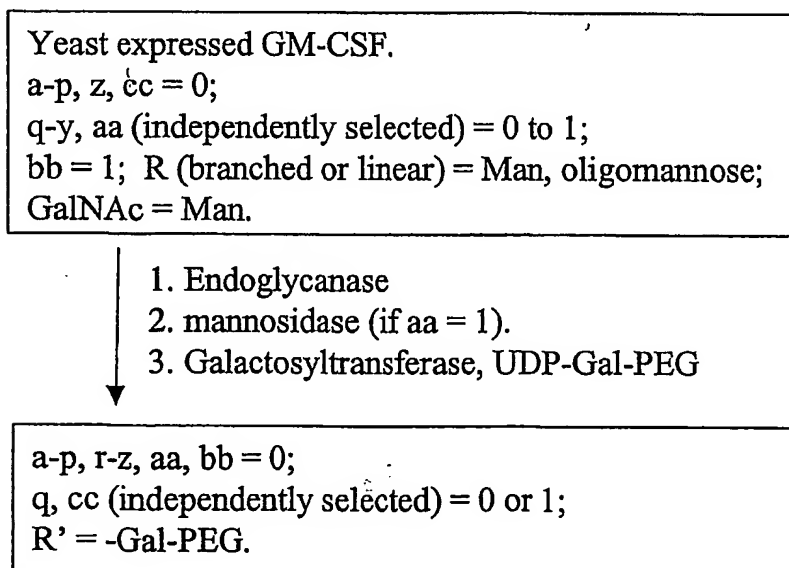 Yeast expressed GM-CSF.
a-p, z, cc = 0;
q-y, aa (independently selected) = 0 to 1;
bb = 1; R (branched or linear) = Man, oligomannose;
GalNAc = Man.
1. Endoglycanase
2. mannosidase (if aa = 1).
3. Galactosyltransferase, UDP-Gal-PEG
a-p, r-z, aa, bb = 0;
q, cc (independently selected) = 0 or 1;
R’ = -Gal-PEG.